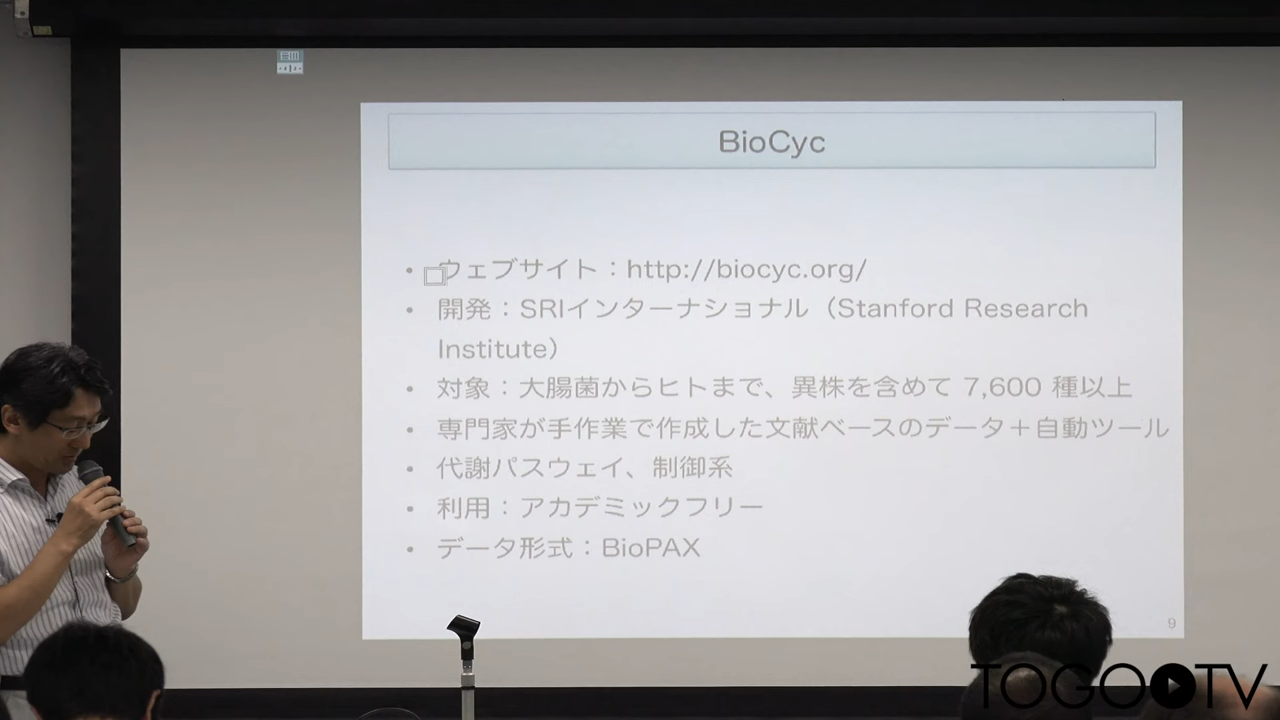 BioCyc
• ウェブサイト：http://biocyc.org/
• 開発：SRIインターナショナル（Stanford Research
Institute）
• 対象：大腸菌からヒトまで、異株を含めて 7,600 種以上
• 専門家が手作業で作成した文献ベースのデータ＋自動ツール
• 代謝パスウェイ、制御系
• 利用：アカデミックフリー
• データ形式：BioPAX
9
TOGOTV